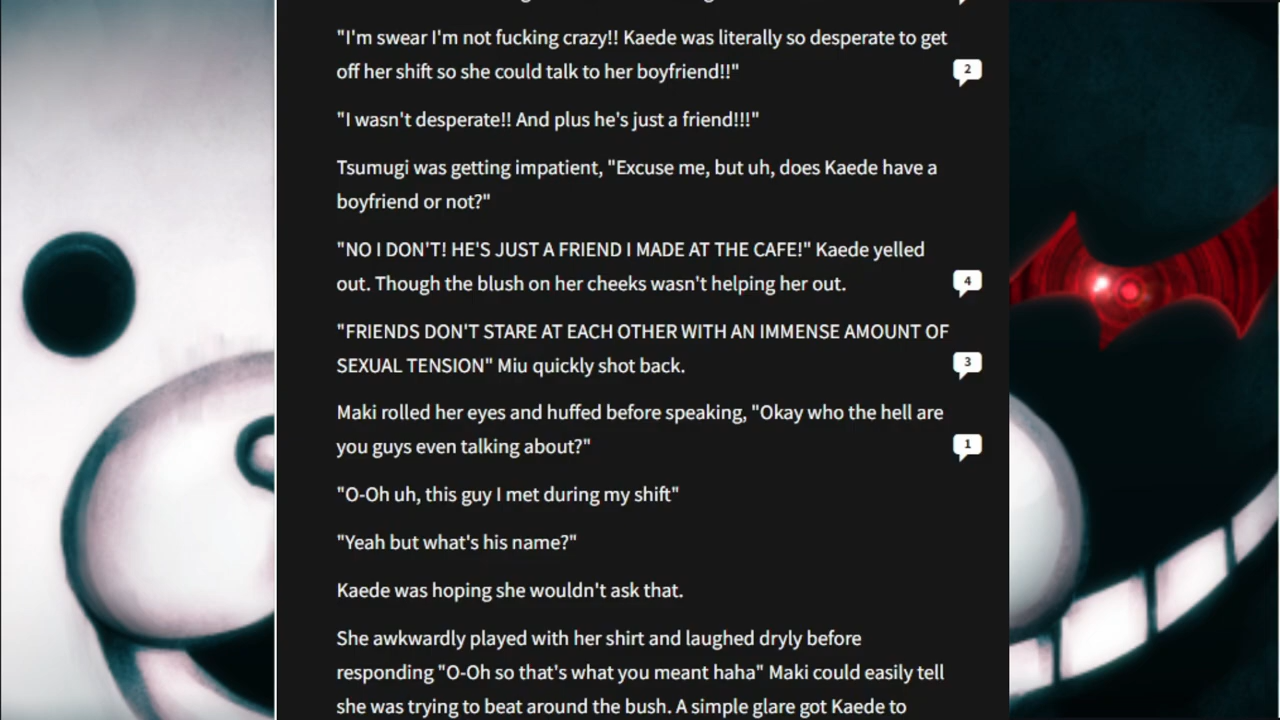 "I'm swear I'm not fucking crazy!! Kaede was literally so desperate to get
off her shift so she could talk to her boyfriend!!"
2
"I wasn't desperate!! And plus he's just a friend!!!"
Tsumugi was getting impatient, "Excuse me, but uh, does Kaede have a
boyfriend or not?"
"NO I DON'T! HE'S JUST A FRIEND I MADE AT THE CAFE!" Kaede yelled
out. Though the blush on her cheeks wasn't helping her out.
4
"FRIENDS DON'T STARE AT EACH OTHER WITH AN IMMENSE AMOUNT OF
SEXUAL TENSION" Miu quickly shot back.
3
Maki rolled her eyes and huffed before speaking, "Okay who the hell are
you guys even talking about?"
1
"O-Oh uh, this guy I met during my shift"
"Yeah but what's his name?"
Kaede was hoping she wouldn't ask that.
She awkwardly played with her shirt and laughed dryly before
responding "O-Oh so that's what you meant haha" Maki could easily tell
she was trying to beat around the bush. A simple glare got Kaede to